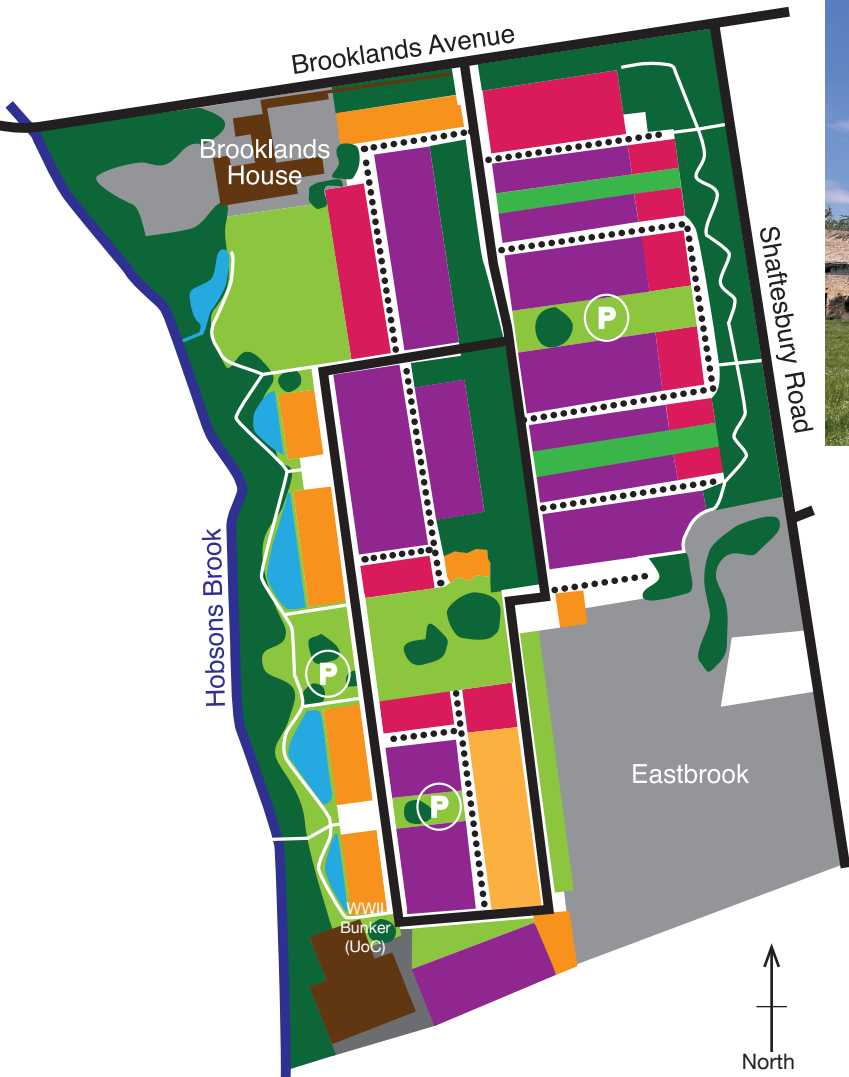 Brooklands Avenue
Brooklands
House
Shaftesbury Road
P
Hobsons Brook
P
Eastbrook
P
WWII
Bunker
(UoC)
North